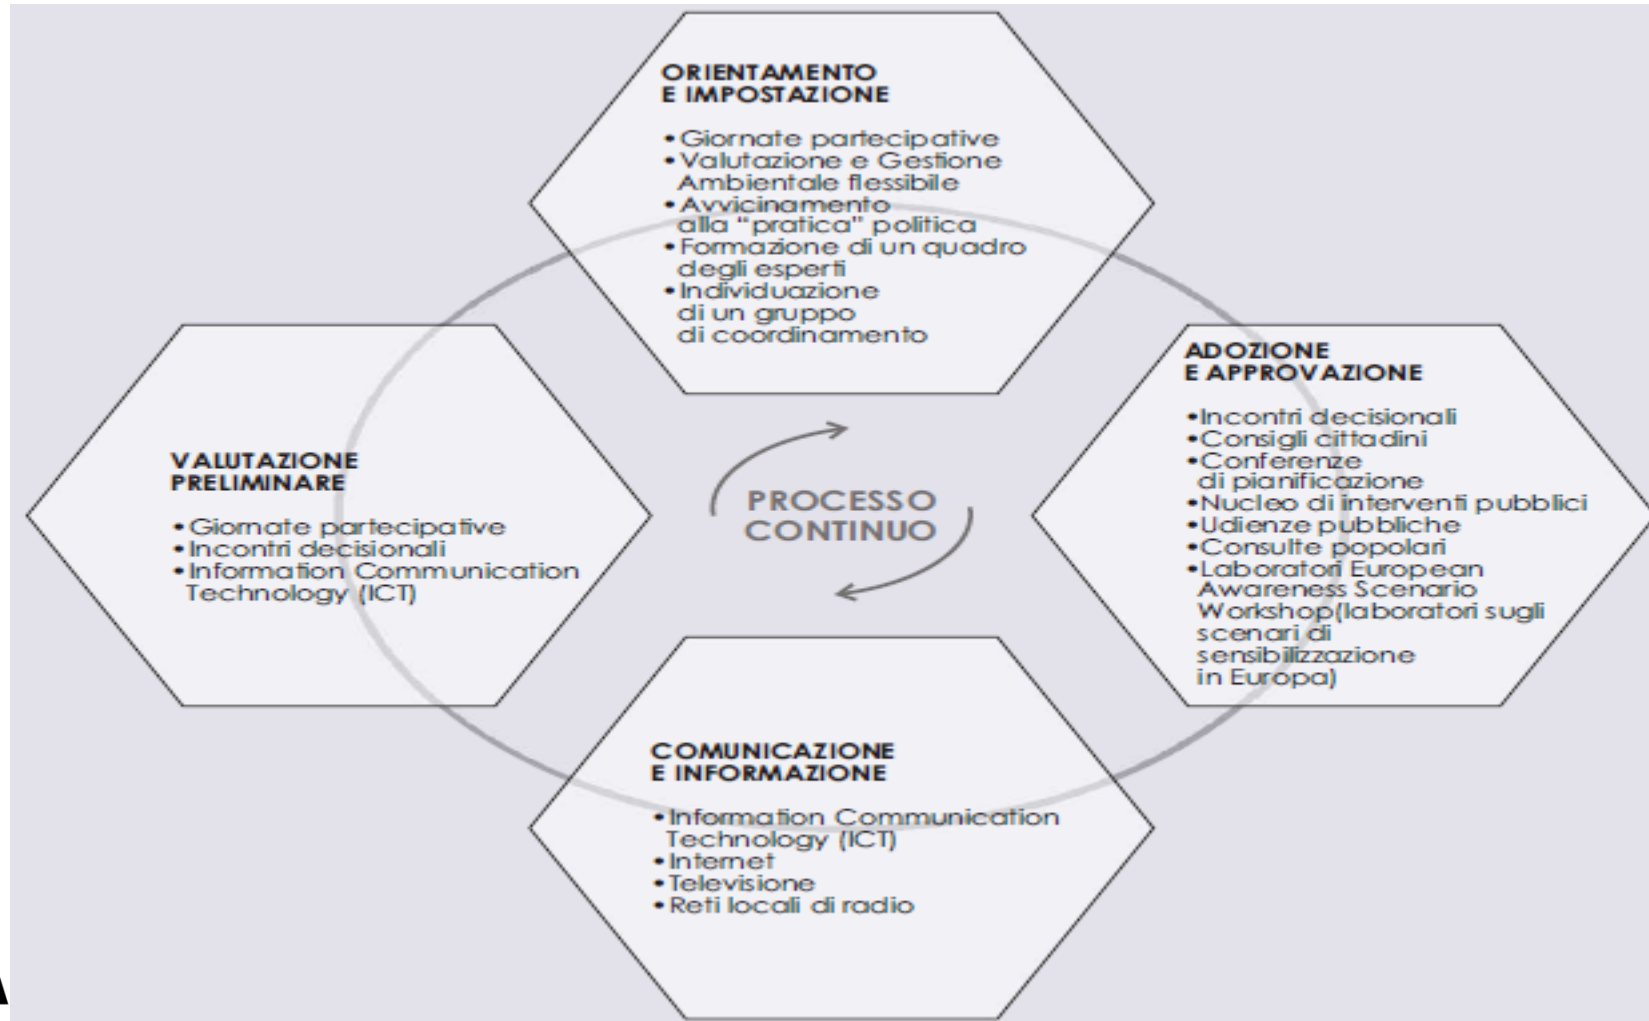 ORIENTAMENTO
E IMPOSTAZIONE
•Giornate partecipative
•Valutazione e Gestione
Ambientale flessibile
•Avvicinamento
alla "pratica" politica
•Formazione di un quadro
degli esperti
•Individuazione
di un gruppo
di coordinamento
ADOZIONE
E APPROVAZIONE
•Incontri decisionali
•Consigli cittadini
•Conferenze
di pianificazione
•Nucleo di interventi pubblici
•Udienze pubbliche
•Consulte popolari
•Laboratori European
Awareness Scenario
Workshop(laboratori sugli
scenari di
sensibilizzazione
in Europa)
VALUTAZIONE
PRELIMINARE
•Giornate partecipative
•Incontri decisionali
•Information Communication
Technology (ICT)
PROCESSO
CONTINUO
COMUNICAZIONE
E INFORMAZIONE
•Information Communication
Technology (ICT)
•Internet
•Televisione
•Reti locali di radio